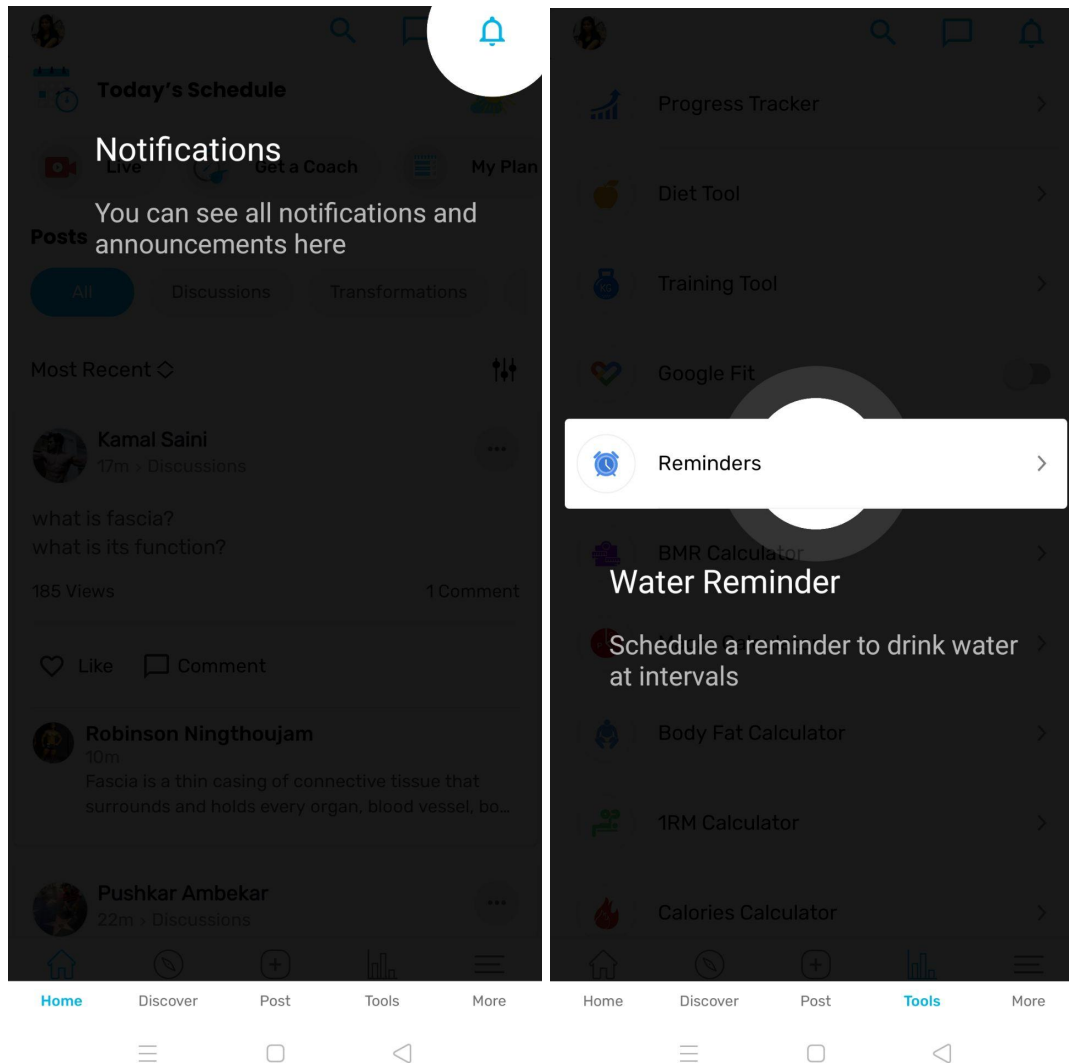 Today's Schedule
Notifications
Live
Get a Coach
My Plan
You can see all notifications and
announcements here
Posts
All
Discussions
Transformations
Most Recent
Kamal Saini
17m › Discussions
what is fascia?
what is its function?
185 Views
1 Comment
Like
Comment
Robinson Ningthoujam
10m
Fascia is a thin casing of connective tissue that
surrounds and holds every organ, blood vessel, bo...
Pushkar Ambekar
22m › Discussions
Home
Discover
Post
Tools
More
Progress Tracker
Diet Tool
Training Tool
Google Fit
Reminders
BMR Calculator
Water Reminder
Schedule a reminder to drink water
at intervals
Body Fat Calculator
1RM Calculator
Calories Calculator
Home
Discover
Post
Tools
More